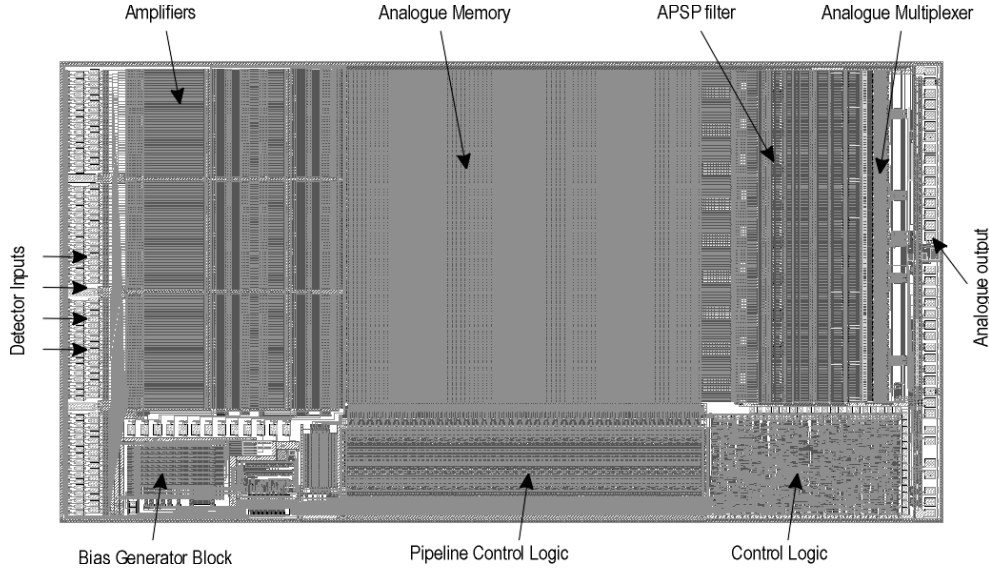 Amplifiers
Analogue Memory
APSP filter
Analogue Multiplexer
Detector Inputs
Analogue output
Bias Generator Block
Pipeline Control Logic
Control Logic